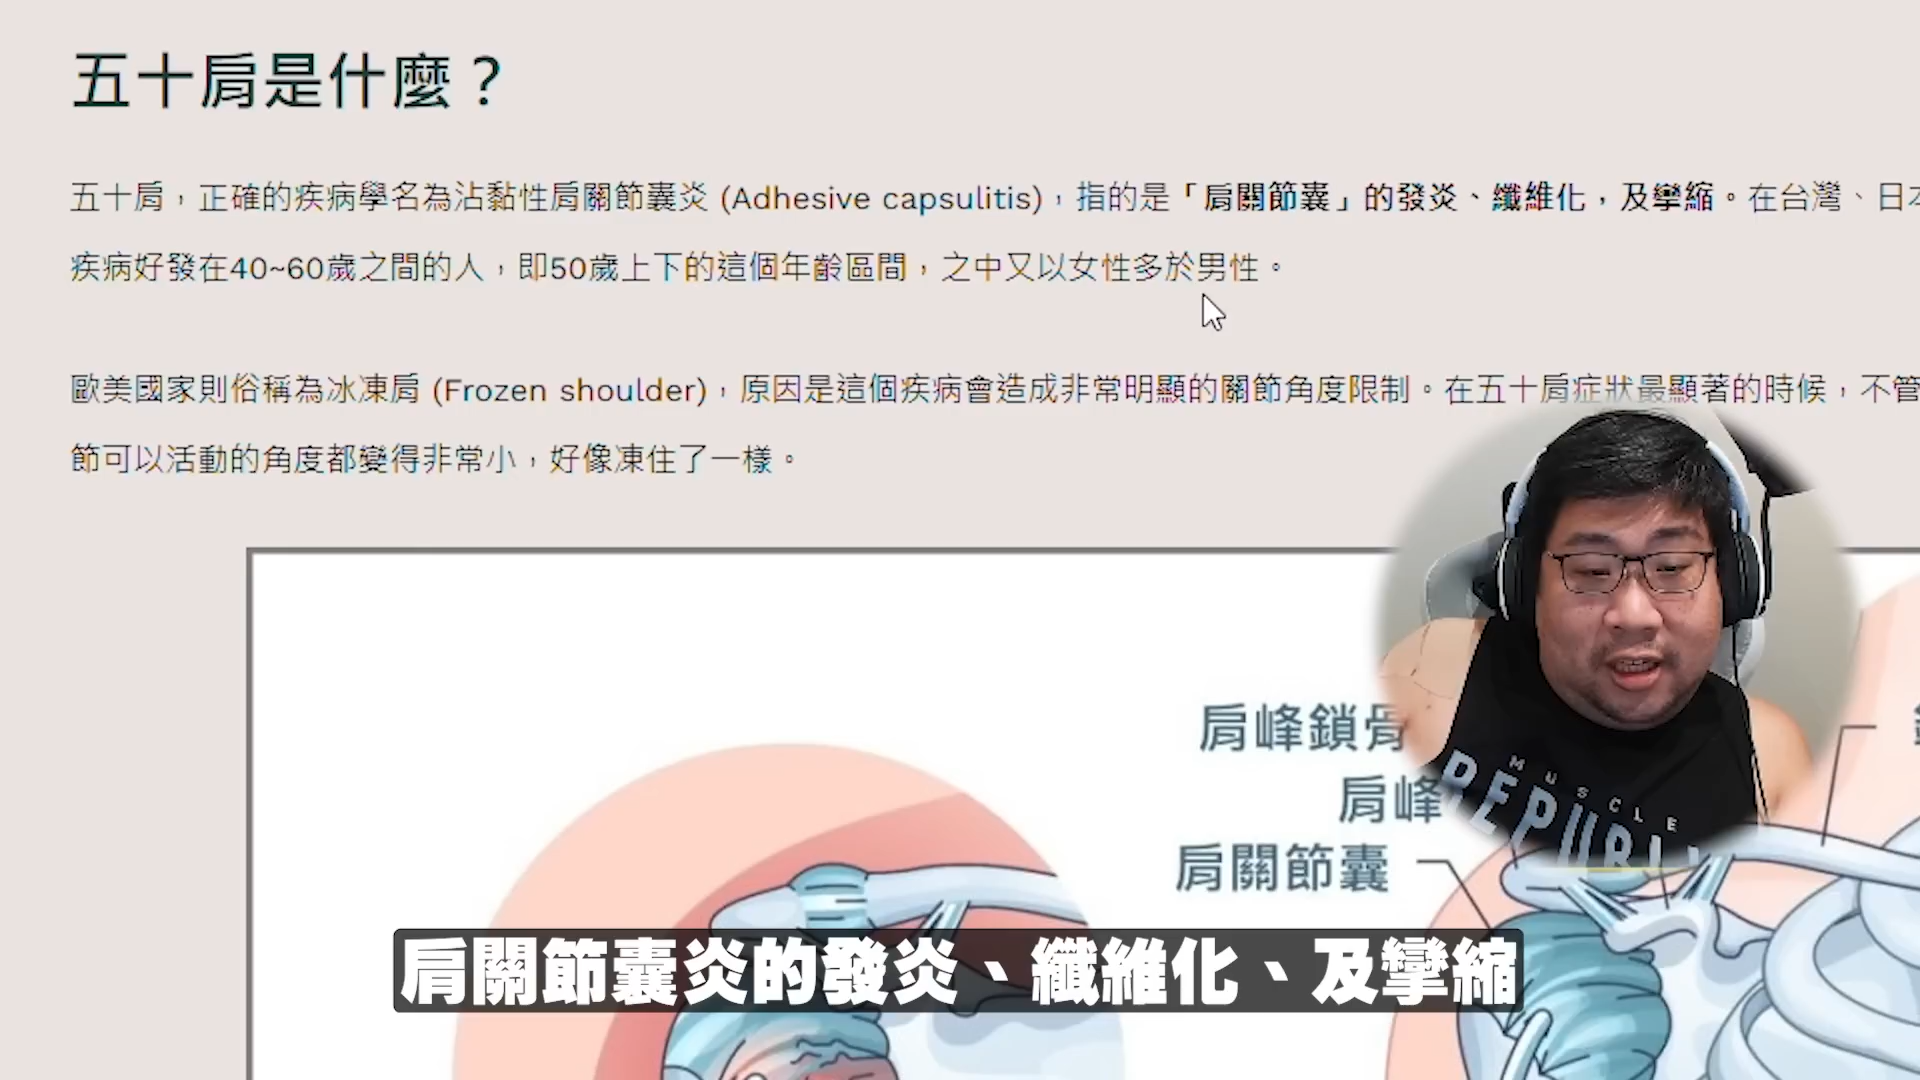 五十肩是什麼？
五十肩，正確的疾病學名為沾黏性肩關節囊炎 (Adhesive capsulitis)，指的是「肩關節囊」的發炎、纖維化，及攣縮。在台灣、日本
疾病好發在40~60歲之間的人，即50歲上下的這個年齡區間，之中又以女性多於男性。
歐美國家則俗稱為冰凍肩 (Frozen shoulder)，原因是這個疾病會造成非常明顯的關節角度限制。在五十肩症狀最顯著的時候，不管
節可以活動的角度都變得非常小，好像凍住了一樣。
肩峰鎖骨
肩峰
肩關節囊
MUSCLE
REPUBL
肩關節囊炎的發炎、纖維化、及攣縮